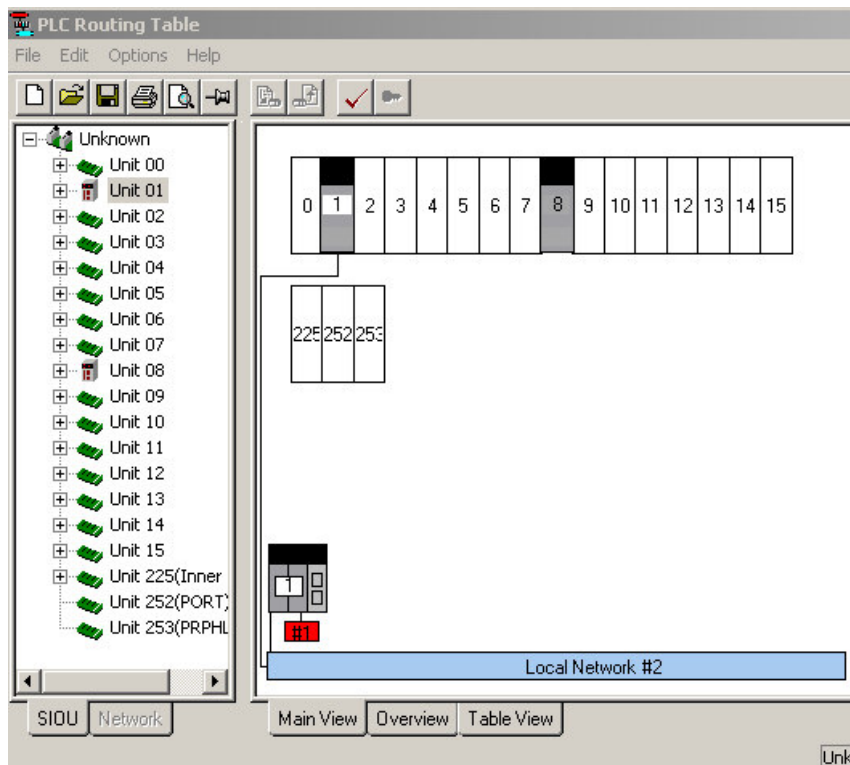 PLC Routing Table
File Edit Options Help
Unknown
Unit 00
Unit 01
Unit 02
Unit 03
Unit 04
Unit 05
Unit 06
Unit 07
Unit 08
Unit 09
Unit 10
Unit 11
Unit 12
Unit 13
Unit 14
Unit 15
Unit 225(Inner
Unit 252(PORT)
Unit 253(PRPHL
0 1 2 3 4 5 6 7 8 9 10 11 12 13 14 15
225 252 253
1
#1
Local Network #2
SIOU Network
Main View Overview Table View
Unk